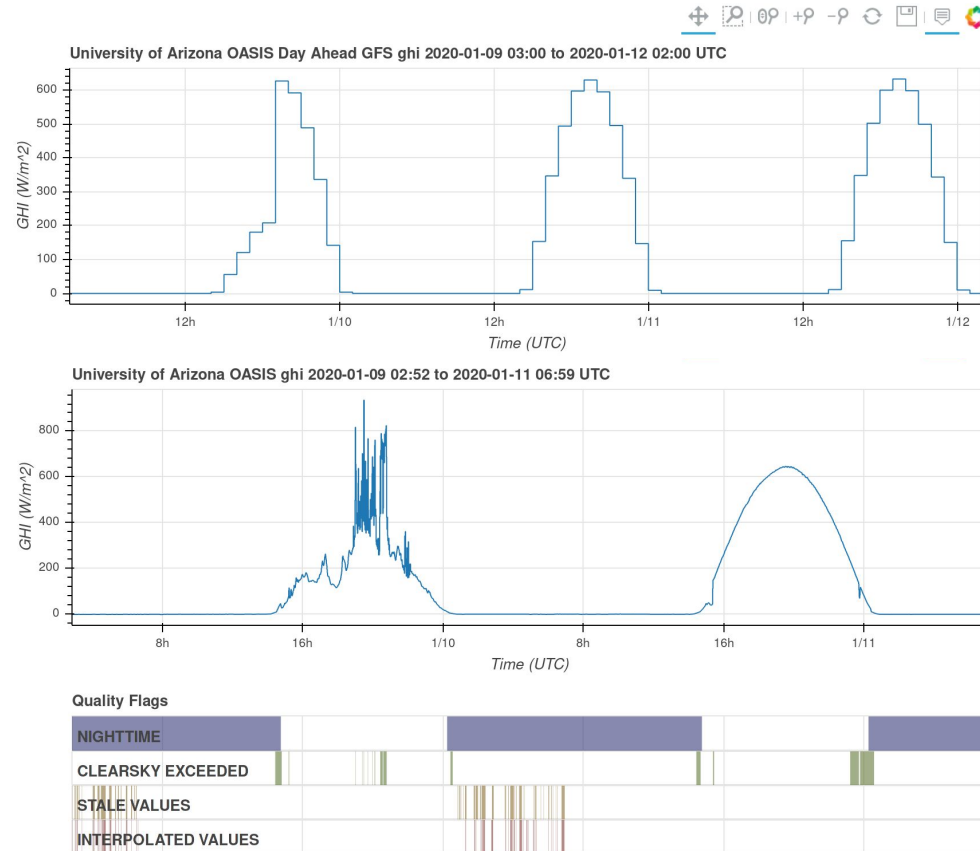 University of Arizona OASIS Day Ahead GFS ghi 2020-01-09 03:00 to 2020-01-12 02:00 UTC
GHI (W/m^2)
600
500
400
300
200
100
0
12h 1/10 12h 1/11 12h 1/12
Time (UTC)
University of Arizona OASIS ghi 2020-01-09 02:52 to 2020-01-11 06:59 UTC
GHI (W/m^2)
800
600
400
200
0
8h 16h 1/10 8h 16h 1/11
Time (UTC)
Quality Flags
NIGHTTIME
CLEARSKY EXCEEDED
STALE VALUES
INTERPOLATED VALUES